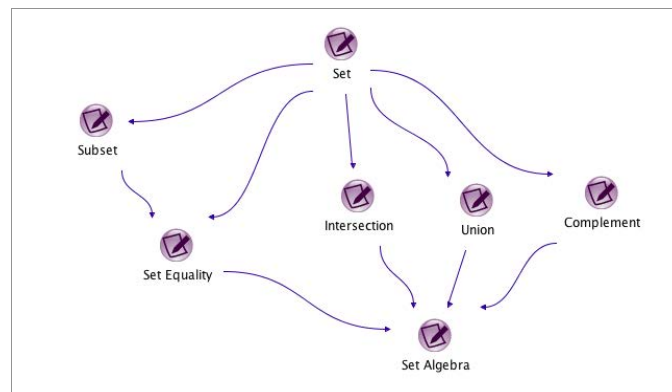 Set
Subset
Intersection
Union
Complement
Set Equality
Set Algebra